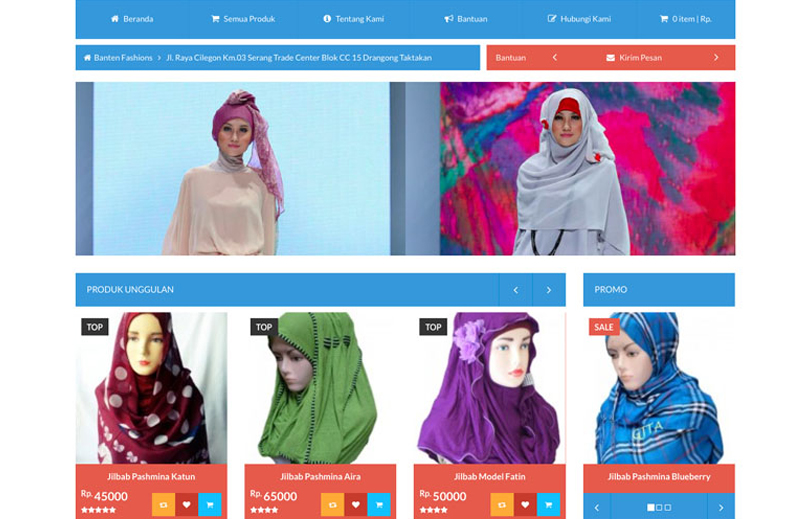 Beranda
Semua Produk
Tentang Kami
Bantuan
Hubungi Kami
0 item | Rp.
Banten Fashions > Jl. Raya Cilegon Km.03 Serang Trade Center Blok CC 15 Drangong Taktakan
Bantuan
Kirim Pesan
PRODUK UNGGULAN
PROMO
TOP
TOP
TOP
SALE
GITA
Jilbab Pashmina Katun
Jilbab Pashmina Aira
Jilbab Model Fatin
Jilbab Pashmina Blueberry
Rp. 45000
Rp. 65000
Rp. 50000